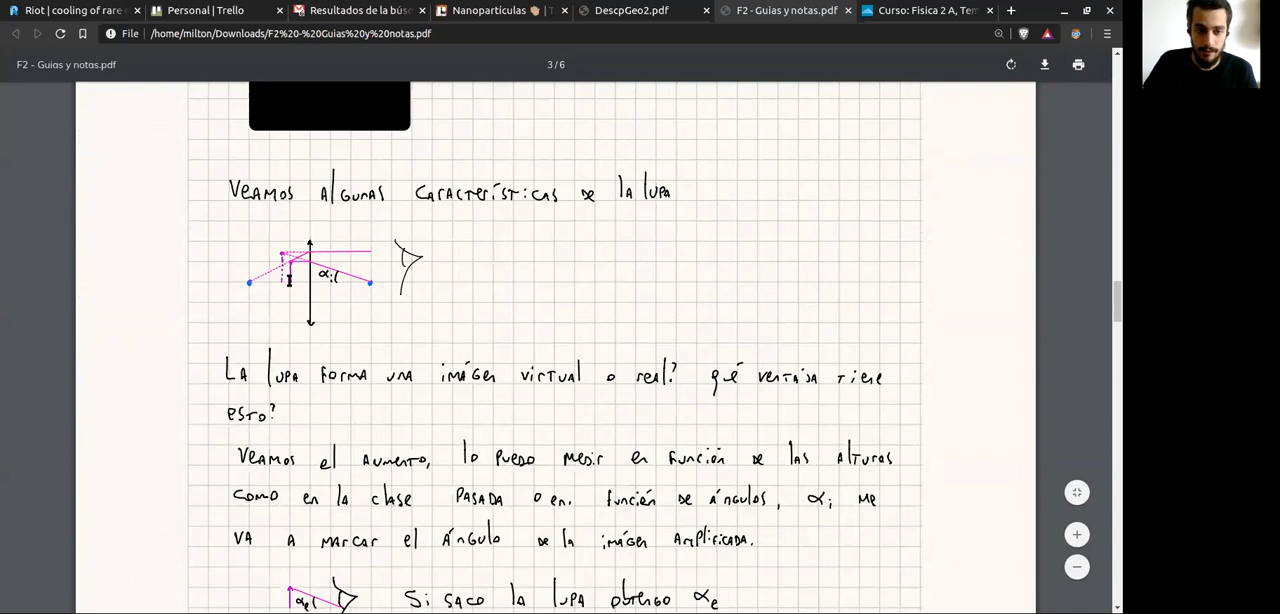 Riot | cooling of rare e
Personal | Trello
Resultados de la bús
Nanopartículas 👏🏼 | T
DescpGeo2.pdf
F2 - Guias y notas.pdf
Curso: Fisica 2 A, Tem
File
/home/milton/Downloads/F2%20-%20Guias%20y%20notas.pdf
F2 - Guias y notas.pdf
3 / 6
Veamos algunas características de la lupa
αi
La lupa forma una imágen virtual o real? qué ventaja tiene
esto?
Veamos el aumento, lo puedo medir en función de las alturas
como en la clase pasada o en función de ángulos, αi me
va a marcar el ángulo de la imágen amplificada.
αe
Si saco la lupa obtengo αe